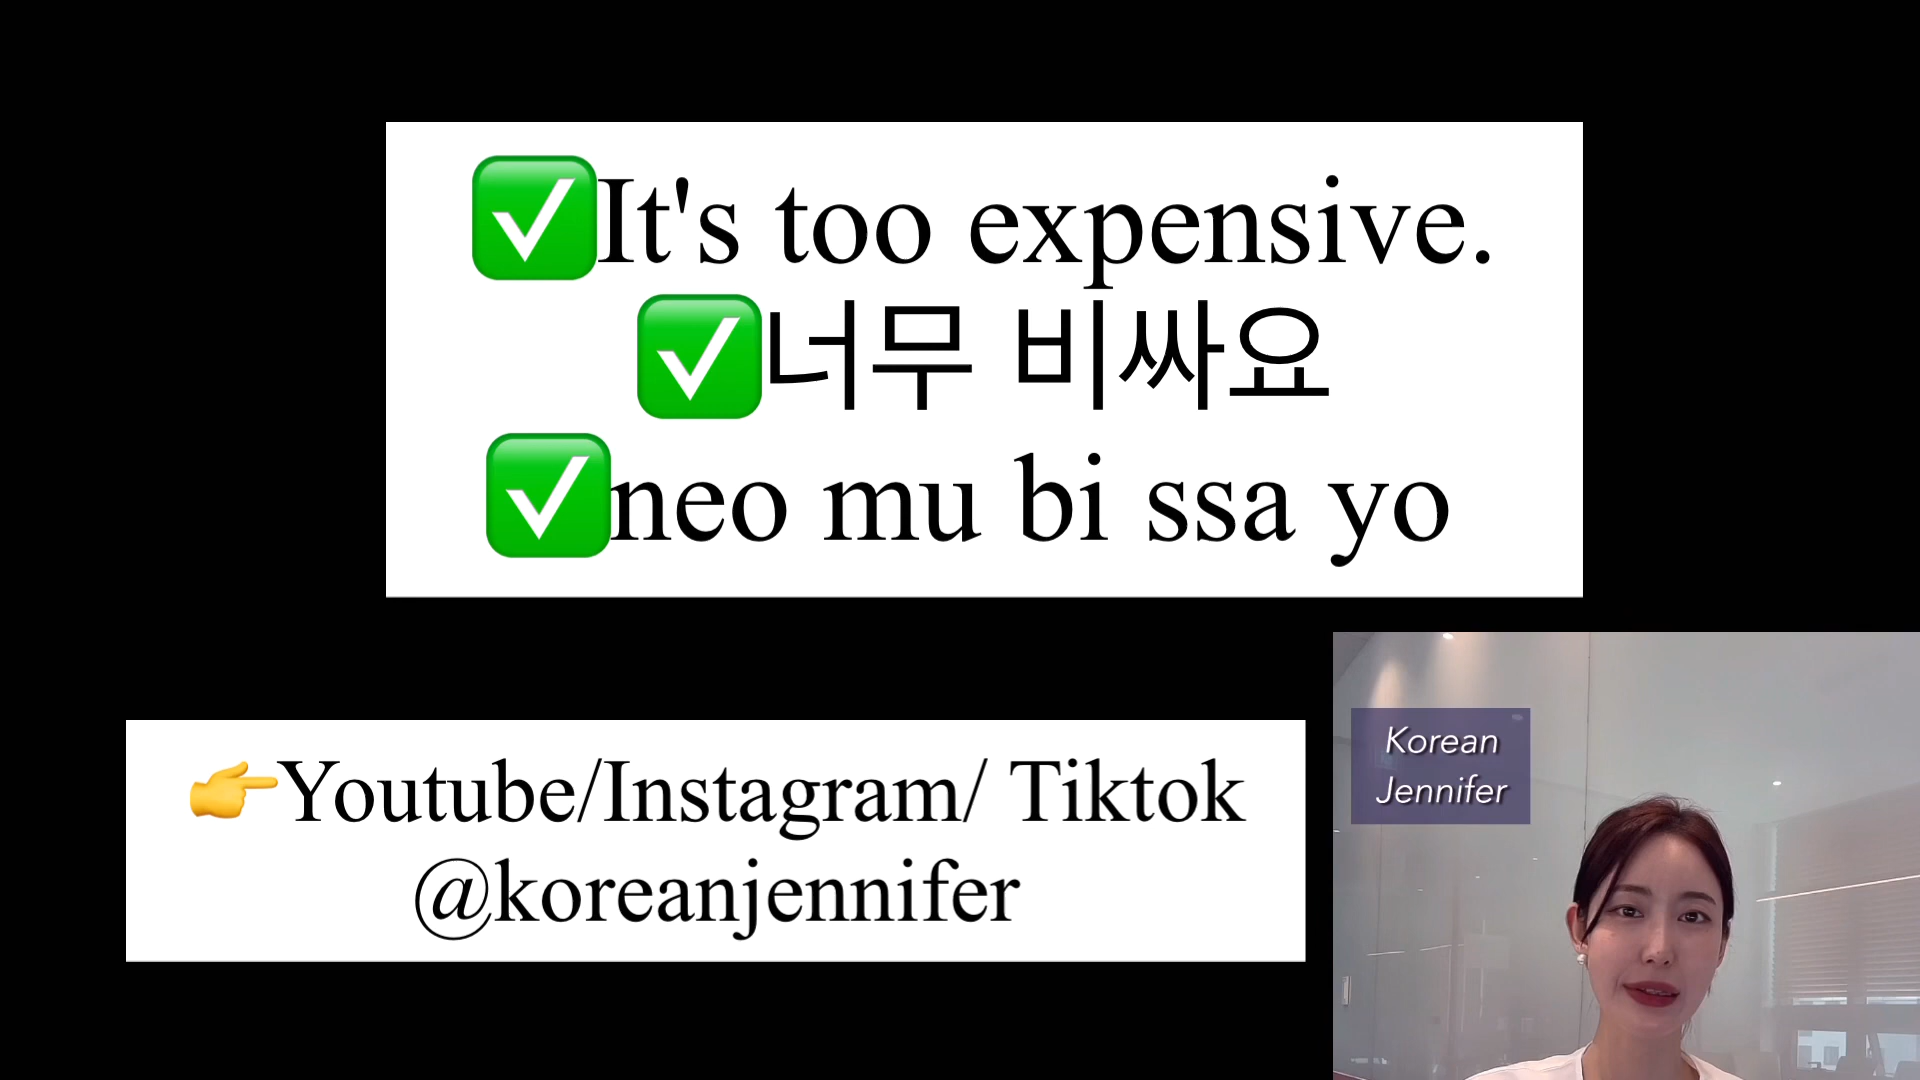 ✅It's too expensive.
✅너무 비싸요
✅neo mu bi ssa yo
👉Youtube/Instagram/ Tiktok
@koreanjennifer
Korean
Jennifer